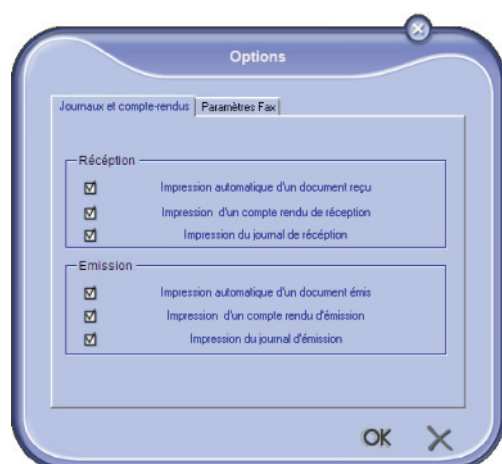 Options
Journaux et compte-rendus Paramètres Fax
Récéption
Impression automatique d'un document reçu
Impression d'un compte rendu de réception
Impression du journal de récéption
Emission
Impression automatique d'un document émis
Impression d'un compte rendu d'émission
Impression du journal d'émission
OK